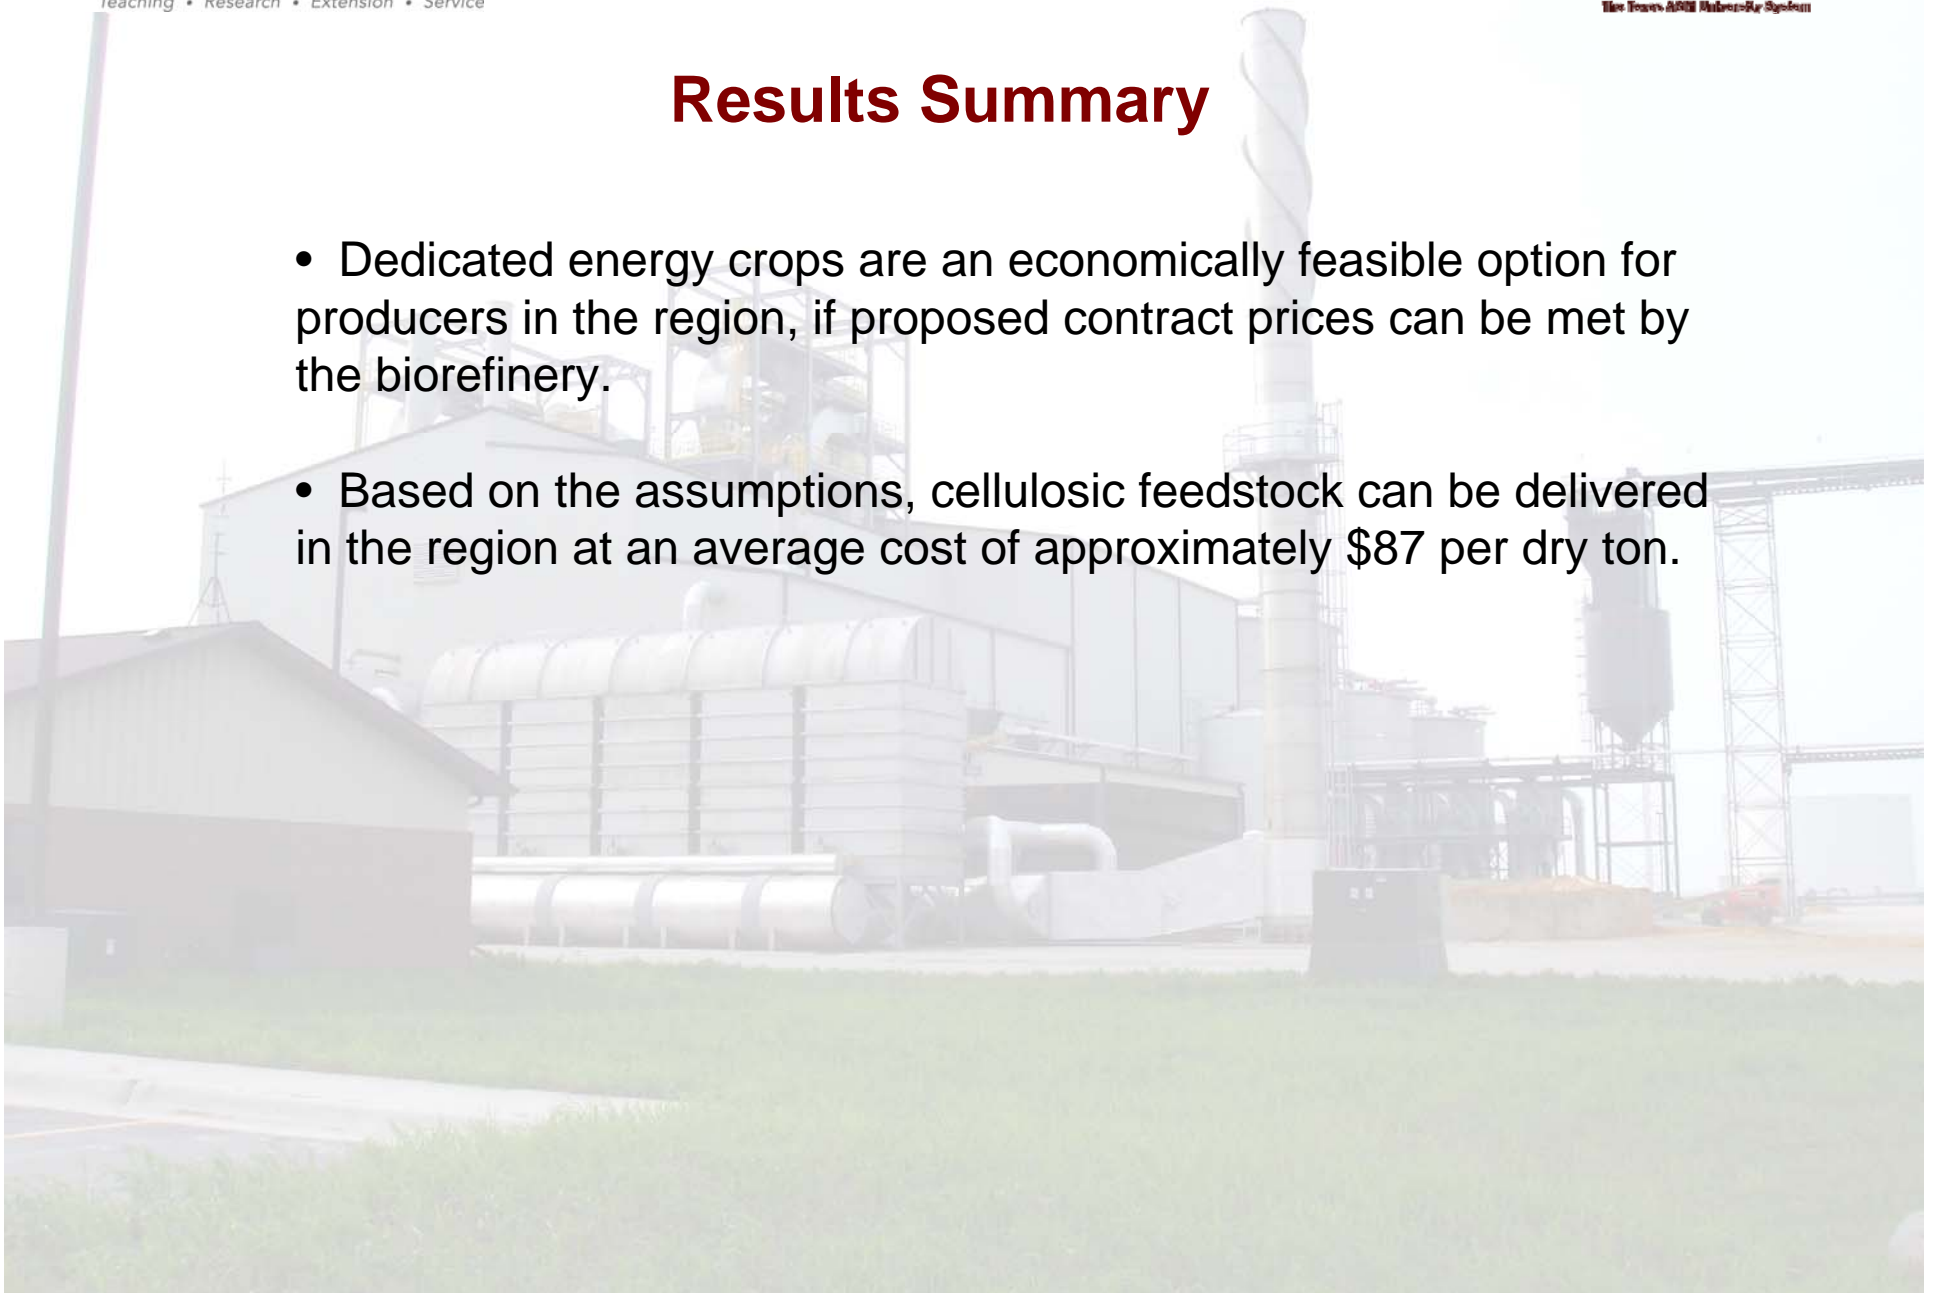 Teaching • Research • Extension • Service
The Texas A&M University System
Results Summary
• Dedicated energy crops are an economically feasible option for
producers in the region, if proposed contract prices can be met by
the biorefinery.
• Based on the assumptions, cellulosic feedstock can be delivered
in the region at an average cost of approximately $87 per dry ton.